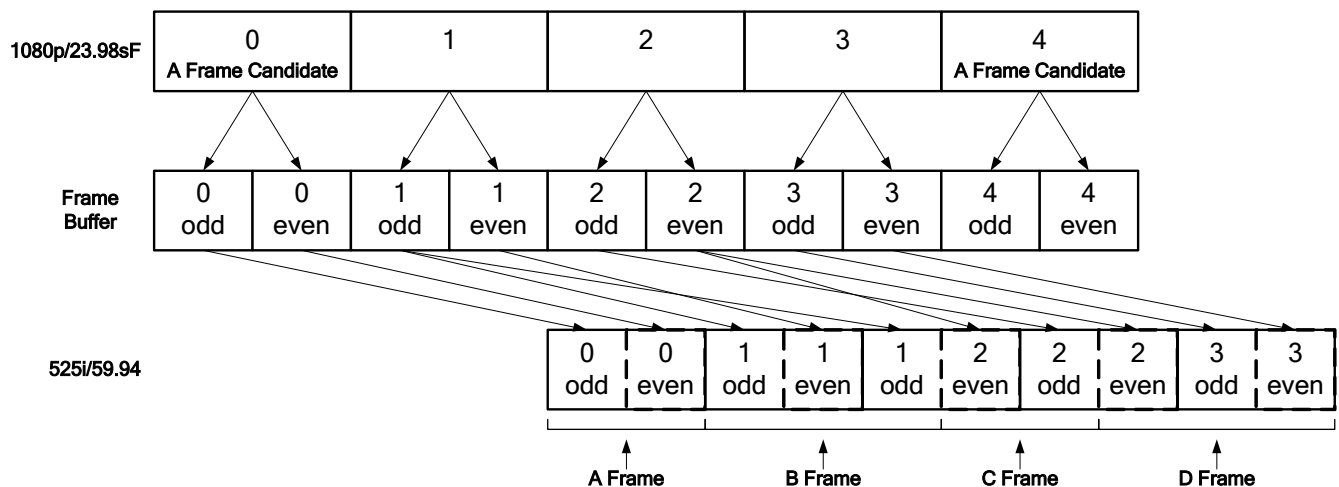 1080p/23.98sF
0
A Frame Candidate
1
2
3
4
A Frame Candidate
Frame
Buffer
0
odd
0
even
1
odd
1
even
2
odd
2
even
3
odd
3
even
4
odd
4
even
525i/59.94
0
odd
0
even
1
odd
1
even
1
odd
2
even
2
odd
2
even
3
odd
3
even
A Frame
B Frame
C Frame
D Frame